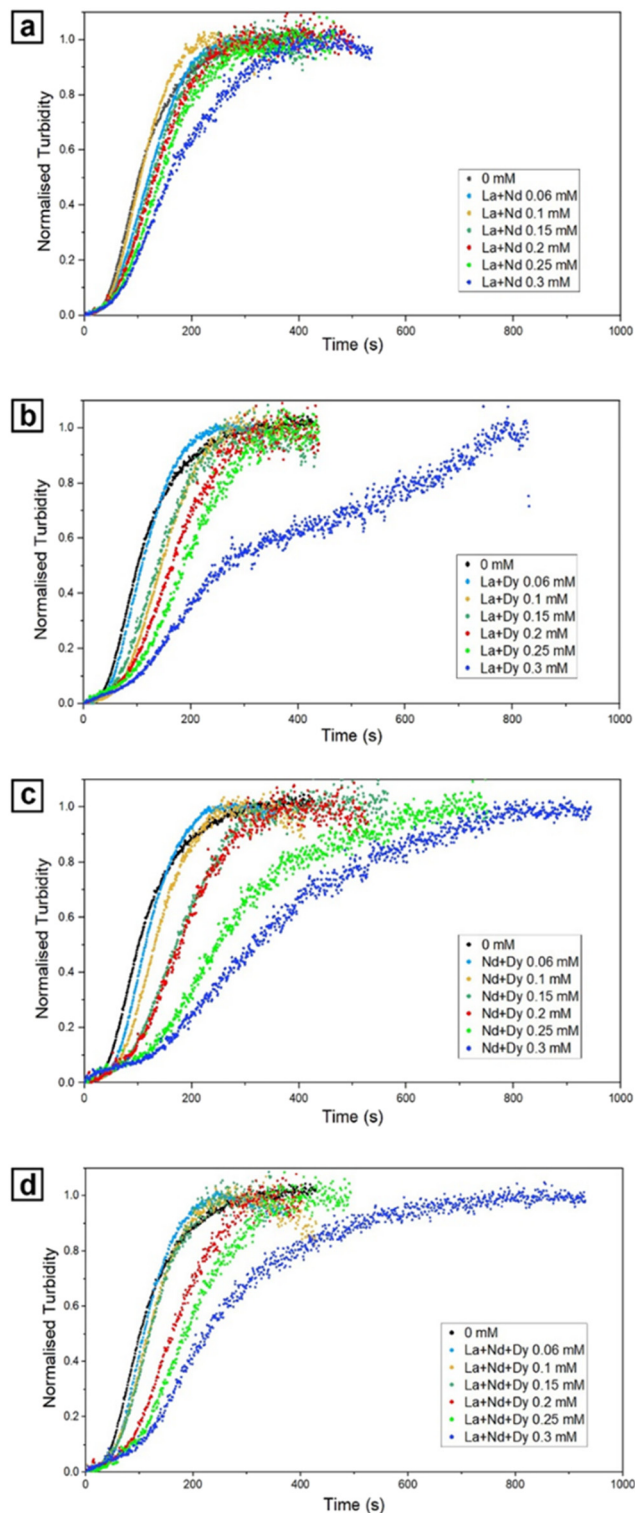 a
Normalised Turbidity
1.0
0.8
0.6
0.4
0.2
0.0
0 mM
La+Nd 0.06 mM
La+Nd 0.1 mM
La+Nd 0.15 mM
La+Nd 0.2 mM
La+Nd 0.25 mM
La+Nd 0.3 mM
0 200 400 600 800 1000
Time (s)
b
Normalised Turbidity
1.0
0.8
0.6
0.4
0.2
0.0
0 mM
La+Dy 0.06 mM
La+Dy 0.1 mM
La+Dy 0.15 mM
La+Dy 0.2 mM
La+Dy 0.25 mM
La+Dy 0.3 mM
0 200 400 600 800 1000
Time (s)
c
Normalised Turbidity
1.0
0.8
0.6
0.4
0.2
0.0
0 mM
Nd+Dy 0.06 mM
Nd+Dy 0.1 mM
Nd+Dy 0.15 mM
Nd+Dy 0.2 mM
Nd+Dy 0.25 mM
Nd+Dy 0.3 mM
0 200 400 600 800 1000
Time (s)
d
Normalised Turbidity
1.0
0.8
0.6
0.4
0.2
0.0
0 mM
La+Nd+Dy 0.06 mM
La+Nd+Dy 0.1 mM
La+Nd+Dy 0.15 mM
La+Nd+Dy 0.2 mM
La+Nd+Dy 0.25 mM
La+Nd+Dy 0.3 mM
0 200 400 600 800 1000
Time (s)